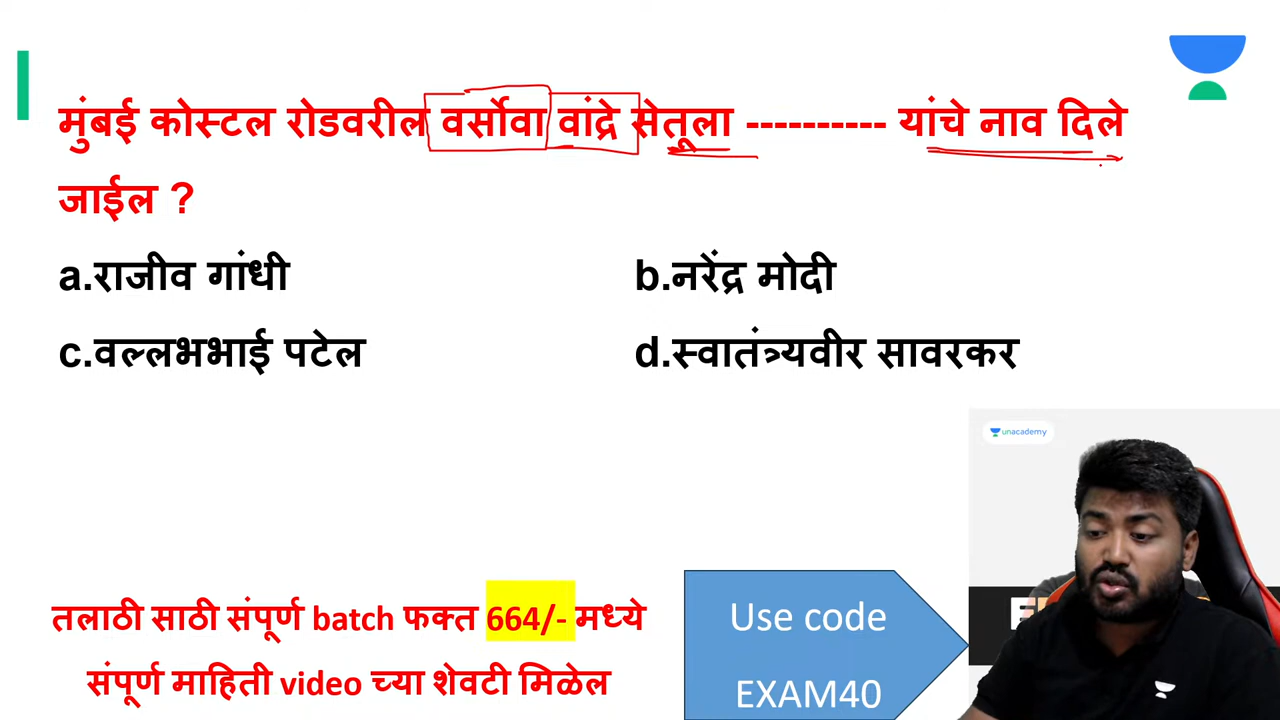 मुंबई कोस्टल रोडवरील वर्सोवा वांद्रे सेतूला ---------- यांचे नाव दिले
जाईल ?
a.राजीव गांधी
b.नरेंद्र मोदी
c.वल्लभभाई पटेल
d.स्वातंत्र्यवीर सावरकर
unacademy
तलाठी साठी संपूर्ण batch फक्त 664/- मध्ये
संपूर्ण माहिती video च्या शेवटी मिळेल
Use code
EXAM40